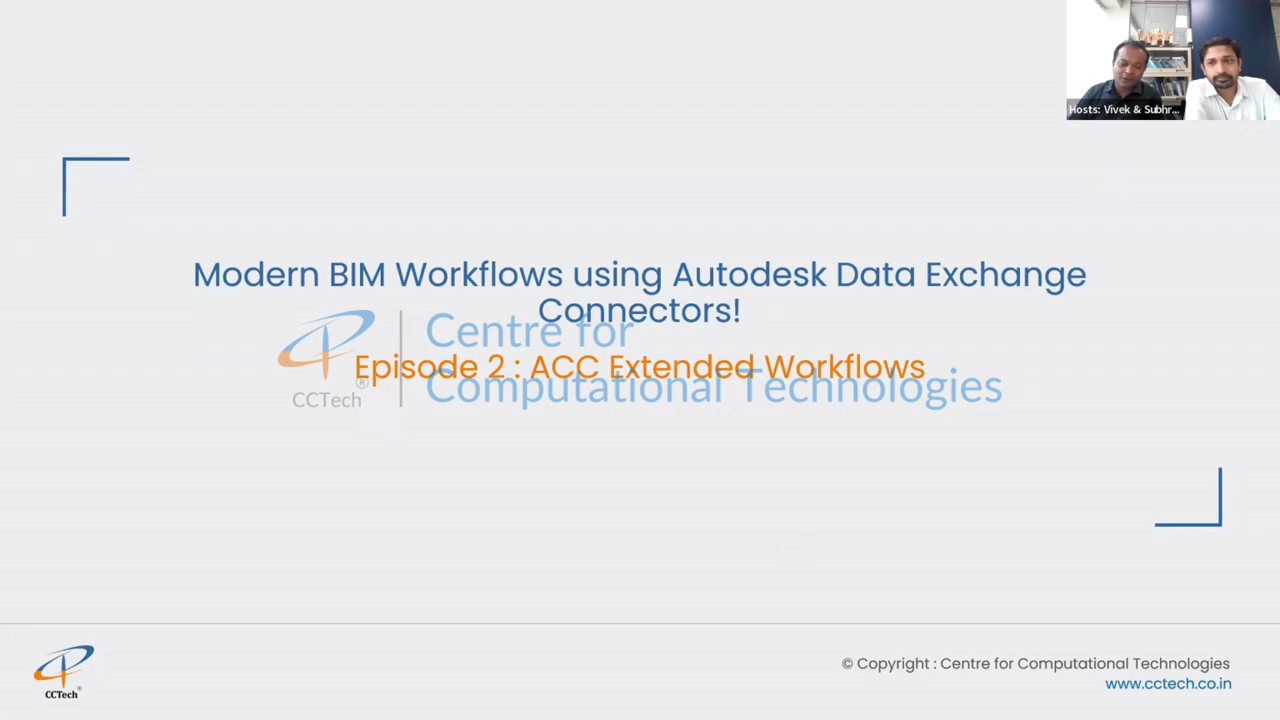 Hosts: Vivek & Subhr...
Modern BIM Workflows using Autodesk Data Exchange
Connectors!
Centre for
Episode 2 : ACC Extended Workflows
Computational Technologies
®
CCTech
© Copyright : Centre for Computational Technologies
www.cctech.co.in
CCTech®